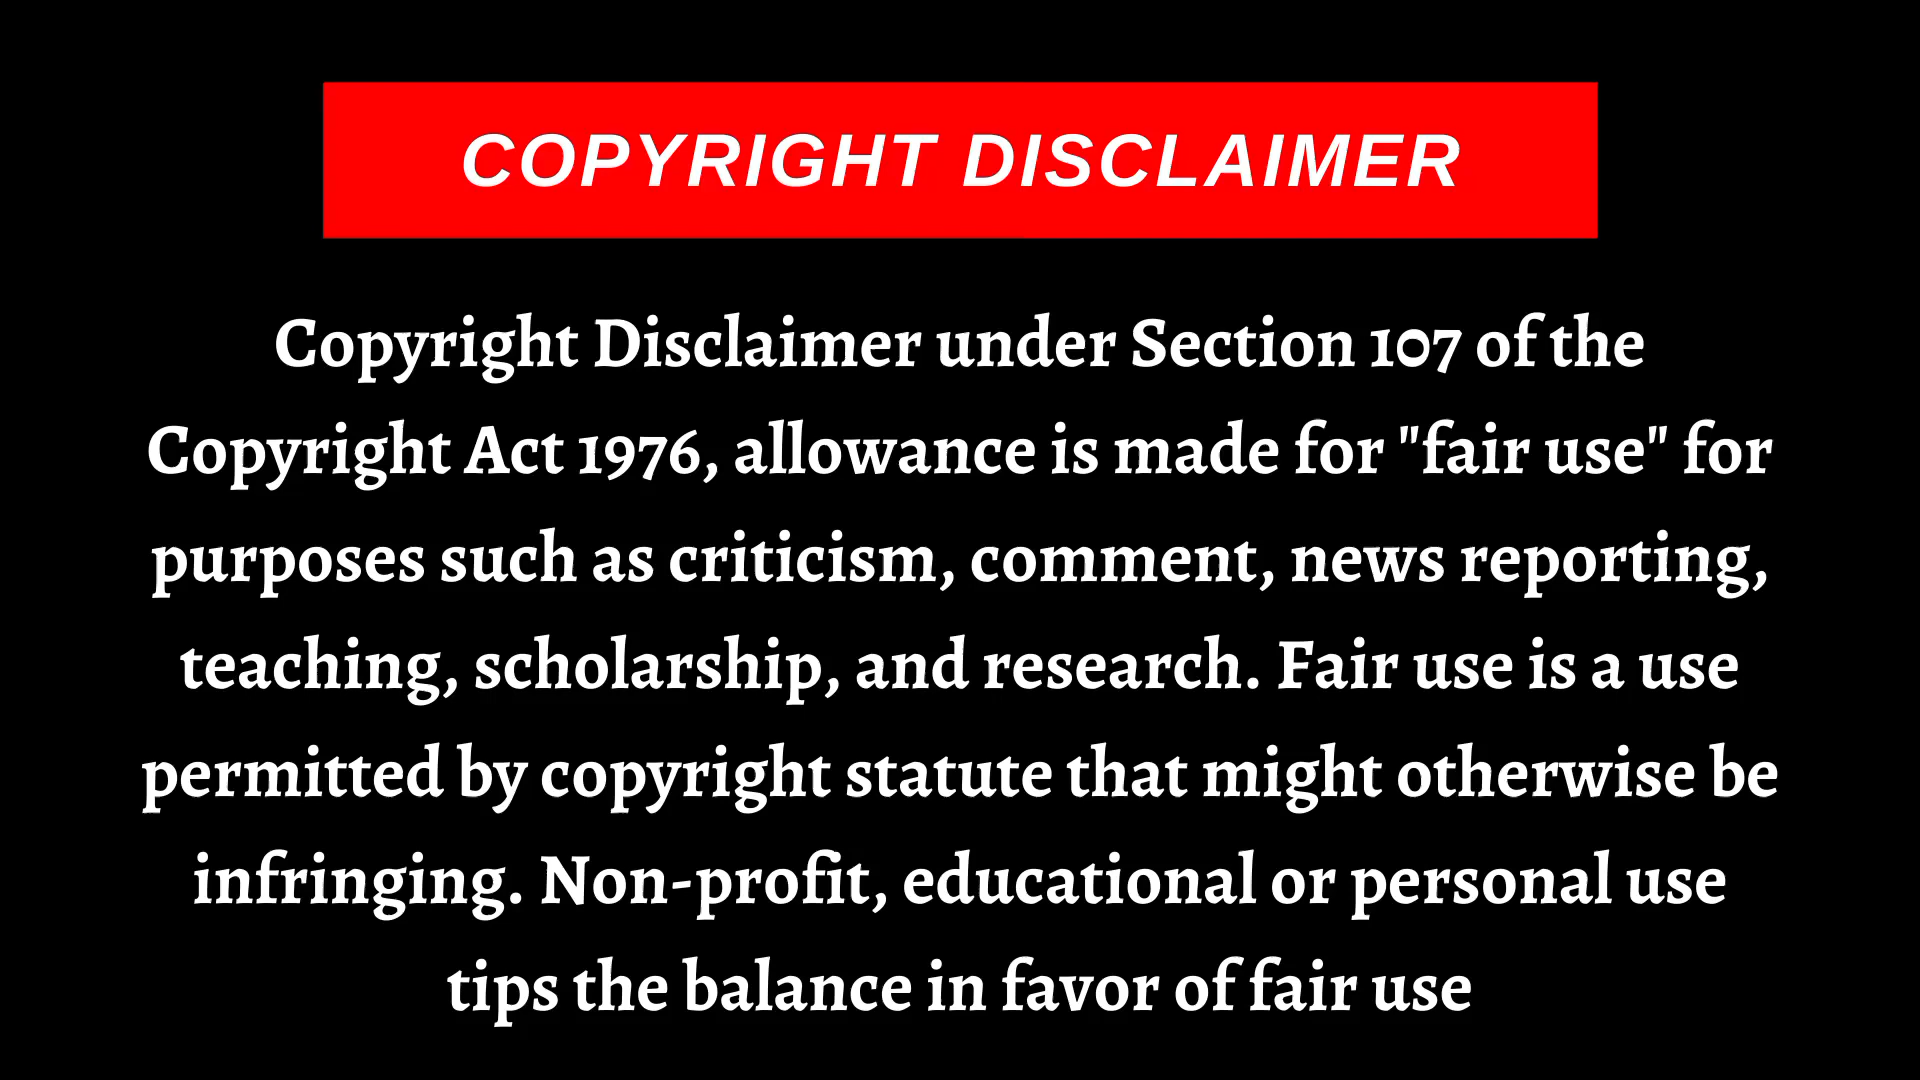 COPYRIGHT DISCLAIMER
Copyright Disclaimer under Section 107 of the
Copyright Act 1976, allowance is made for "fair use" for
purposes such as criticism, comment, news reporting,
teaching, scholarship, and research. Fair use is a use
permitted by copyright statute that might otherwise be
infringing. Non-profit, educational or personal use
tips the balance in favor of fair use